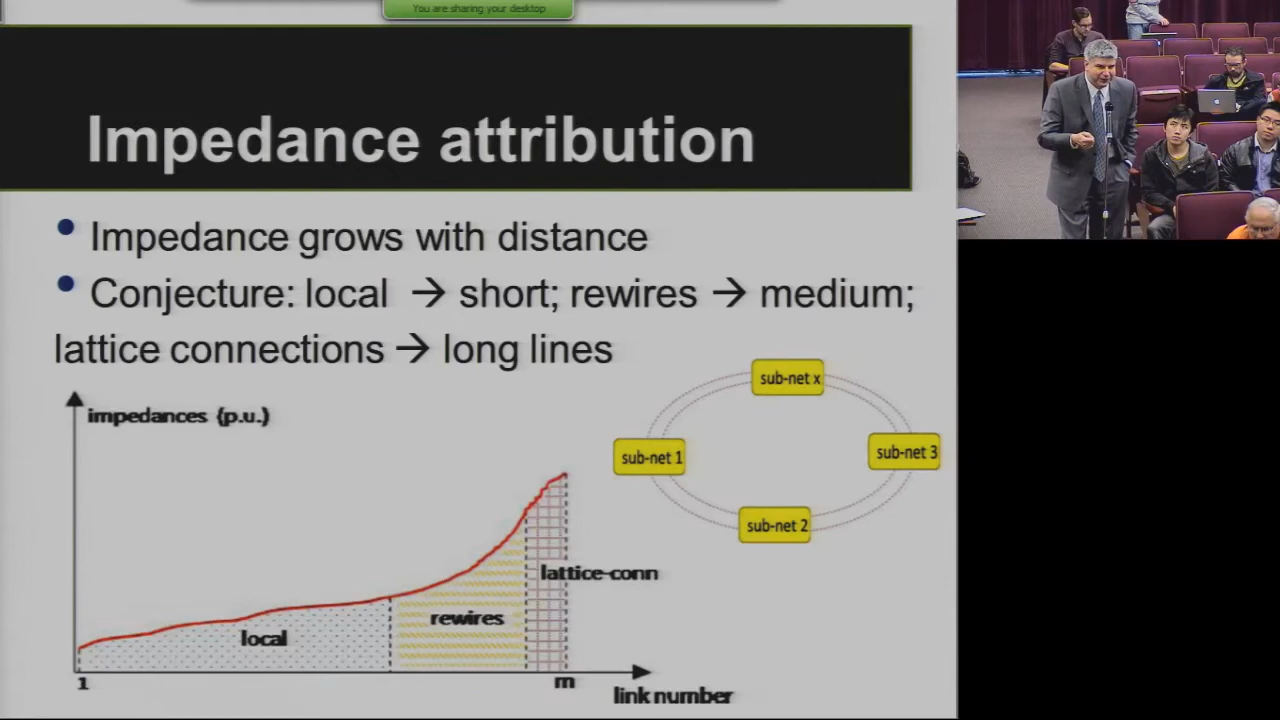 You are sharing your desktop
Impedance attribution
• Impedance grows with distance
• Conjecture: local → short; rewires → medium;
lattice connections → long lines
impedances (p.u.)
sub-net x
sub-net 1
sub-net 3
sub-net 2
lattice-conn
rewires
local
1
m
link number